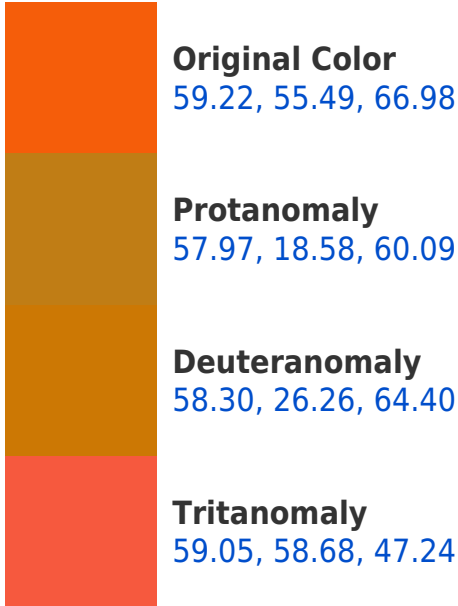 Original Color
59.22, 55.49, 66.98
Protanomaly
57.97, 18.58, 60.09
Deuteranomaly
58.30, 26.26, 64.40
Tritanomaly
59.05, 58.68, 47.24